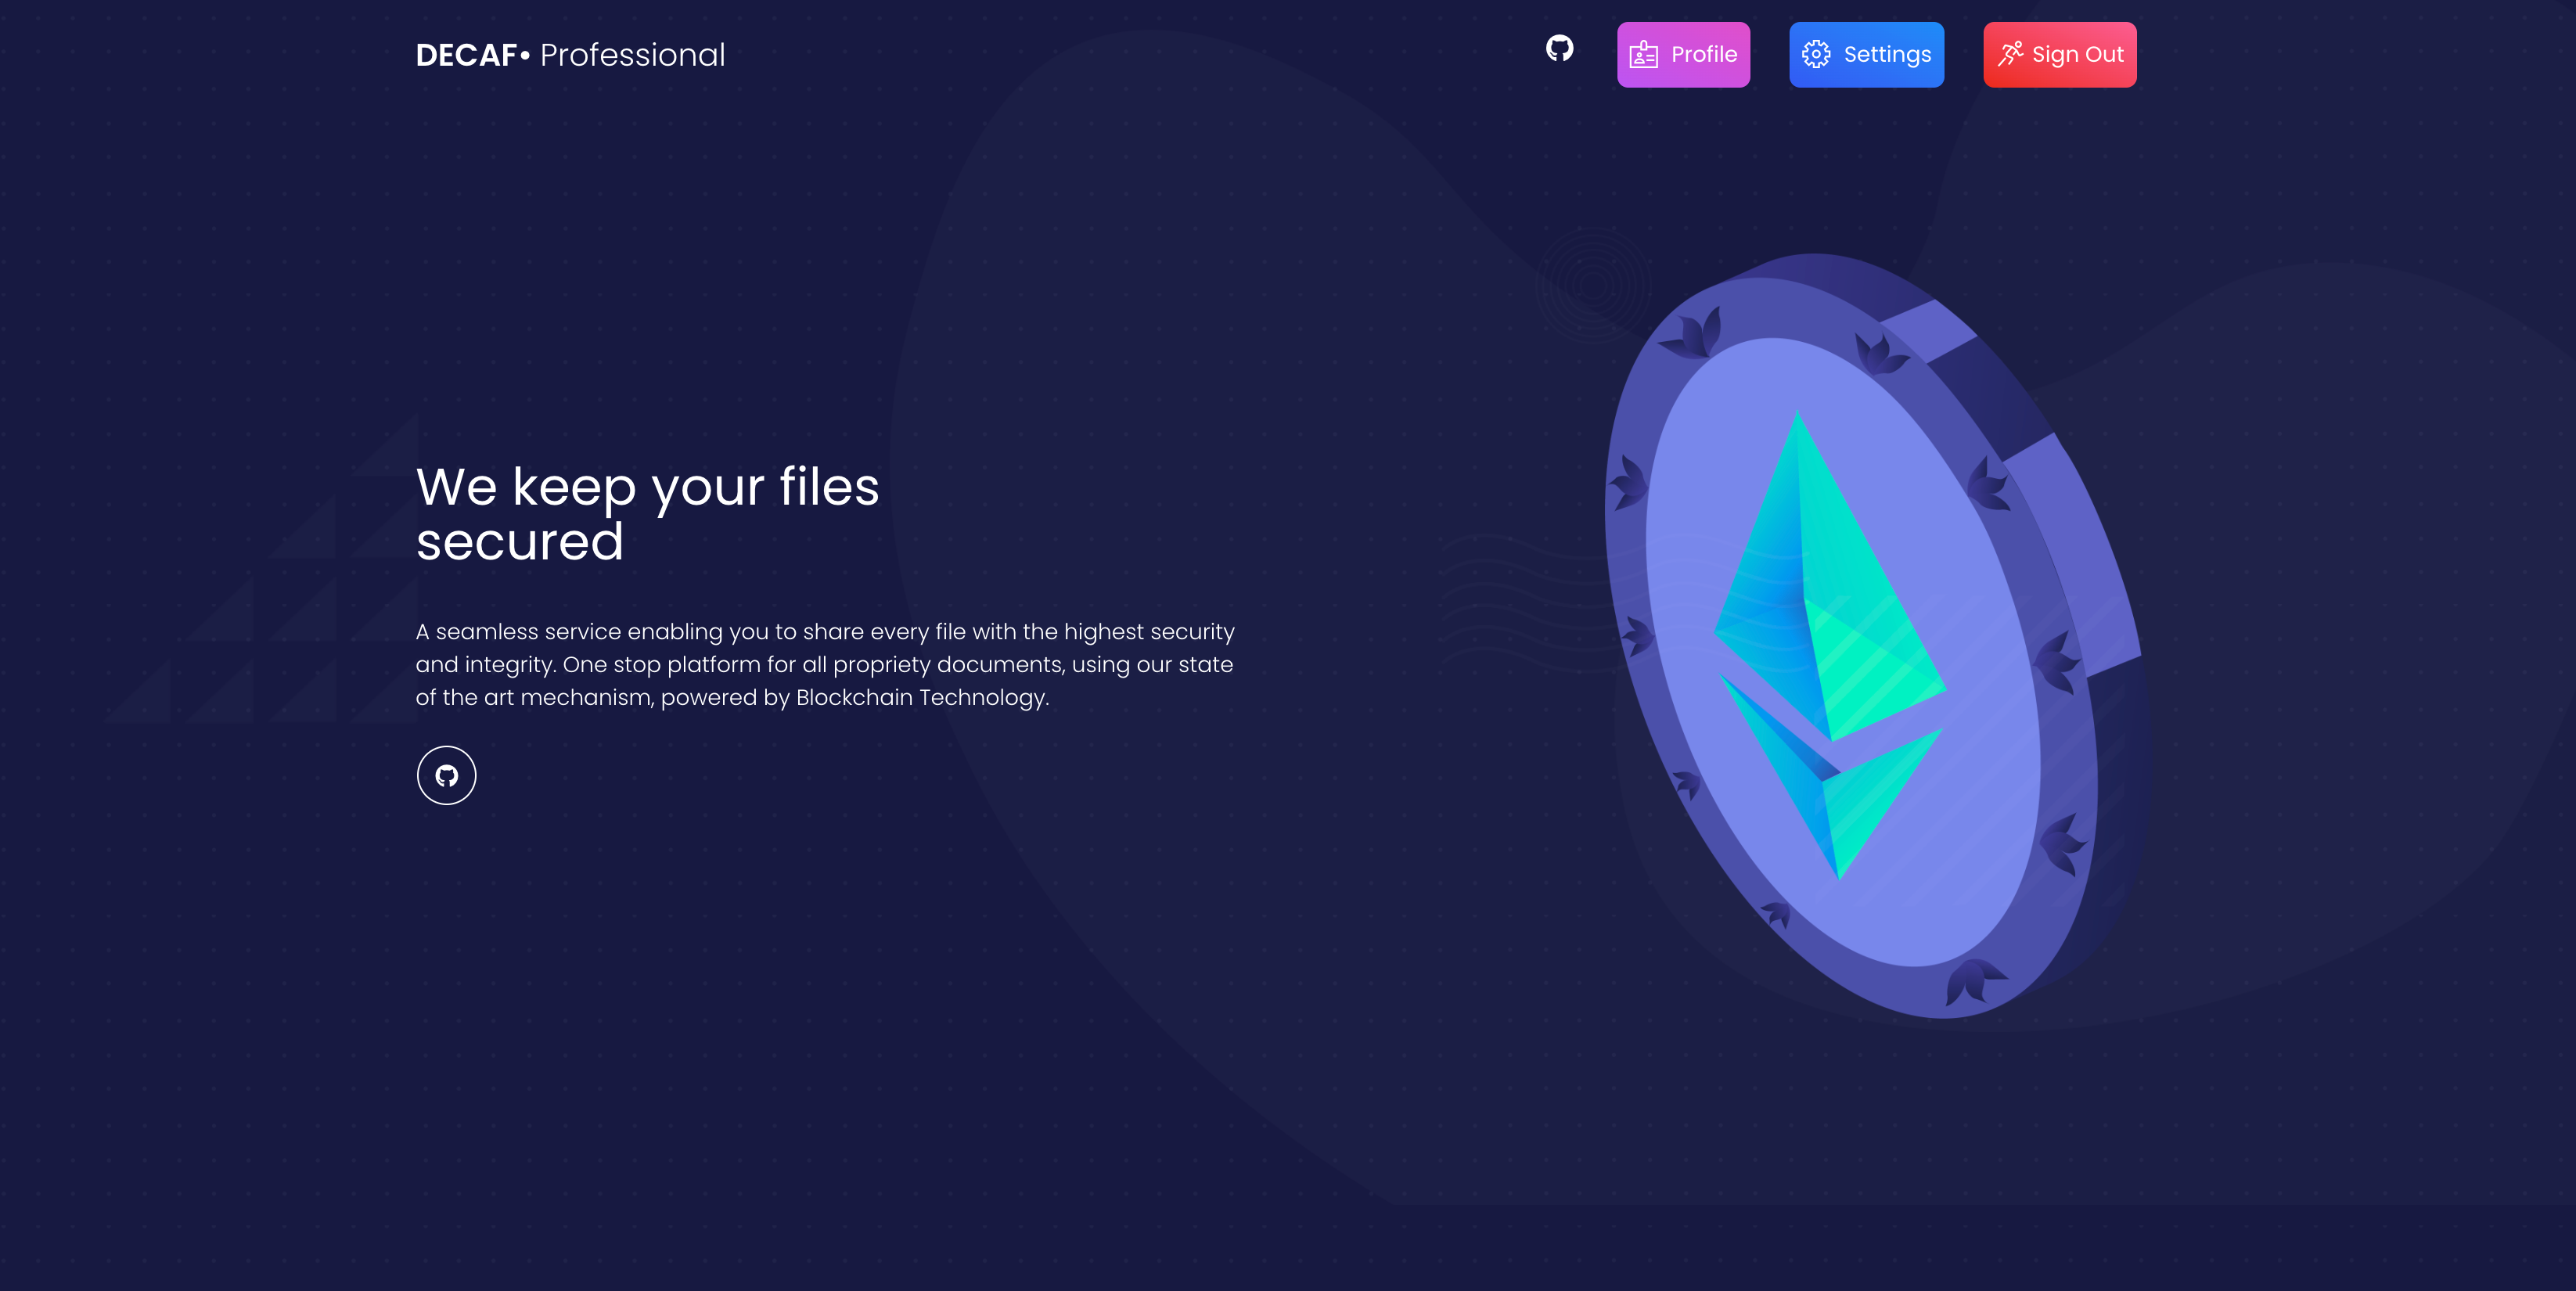 DECAF• Professional
Profile
Settings
Sign Out
We keep your files
secured
A seamless service enabling you to share every file with the highest security
and integrity. One stop platform for all propriety documents, using our state
of the art mechanism, powered by Blockchain Technology.